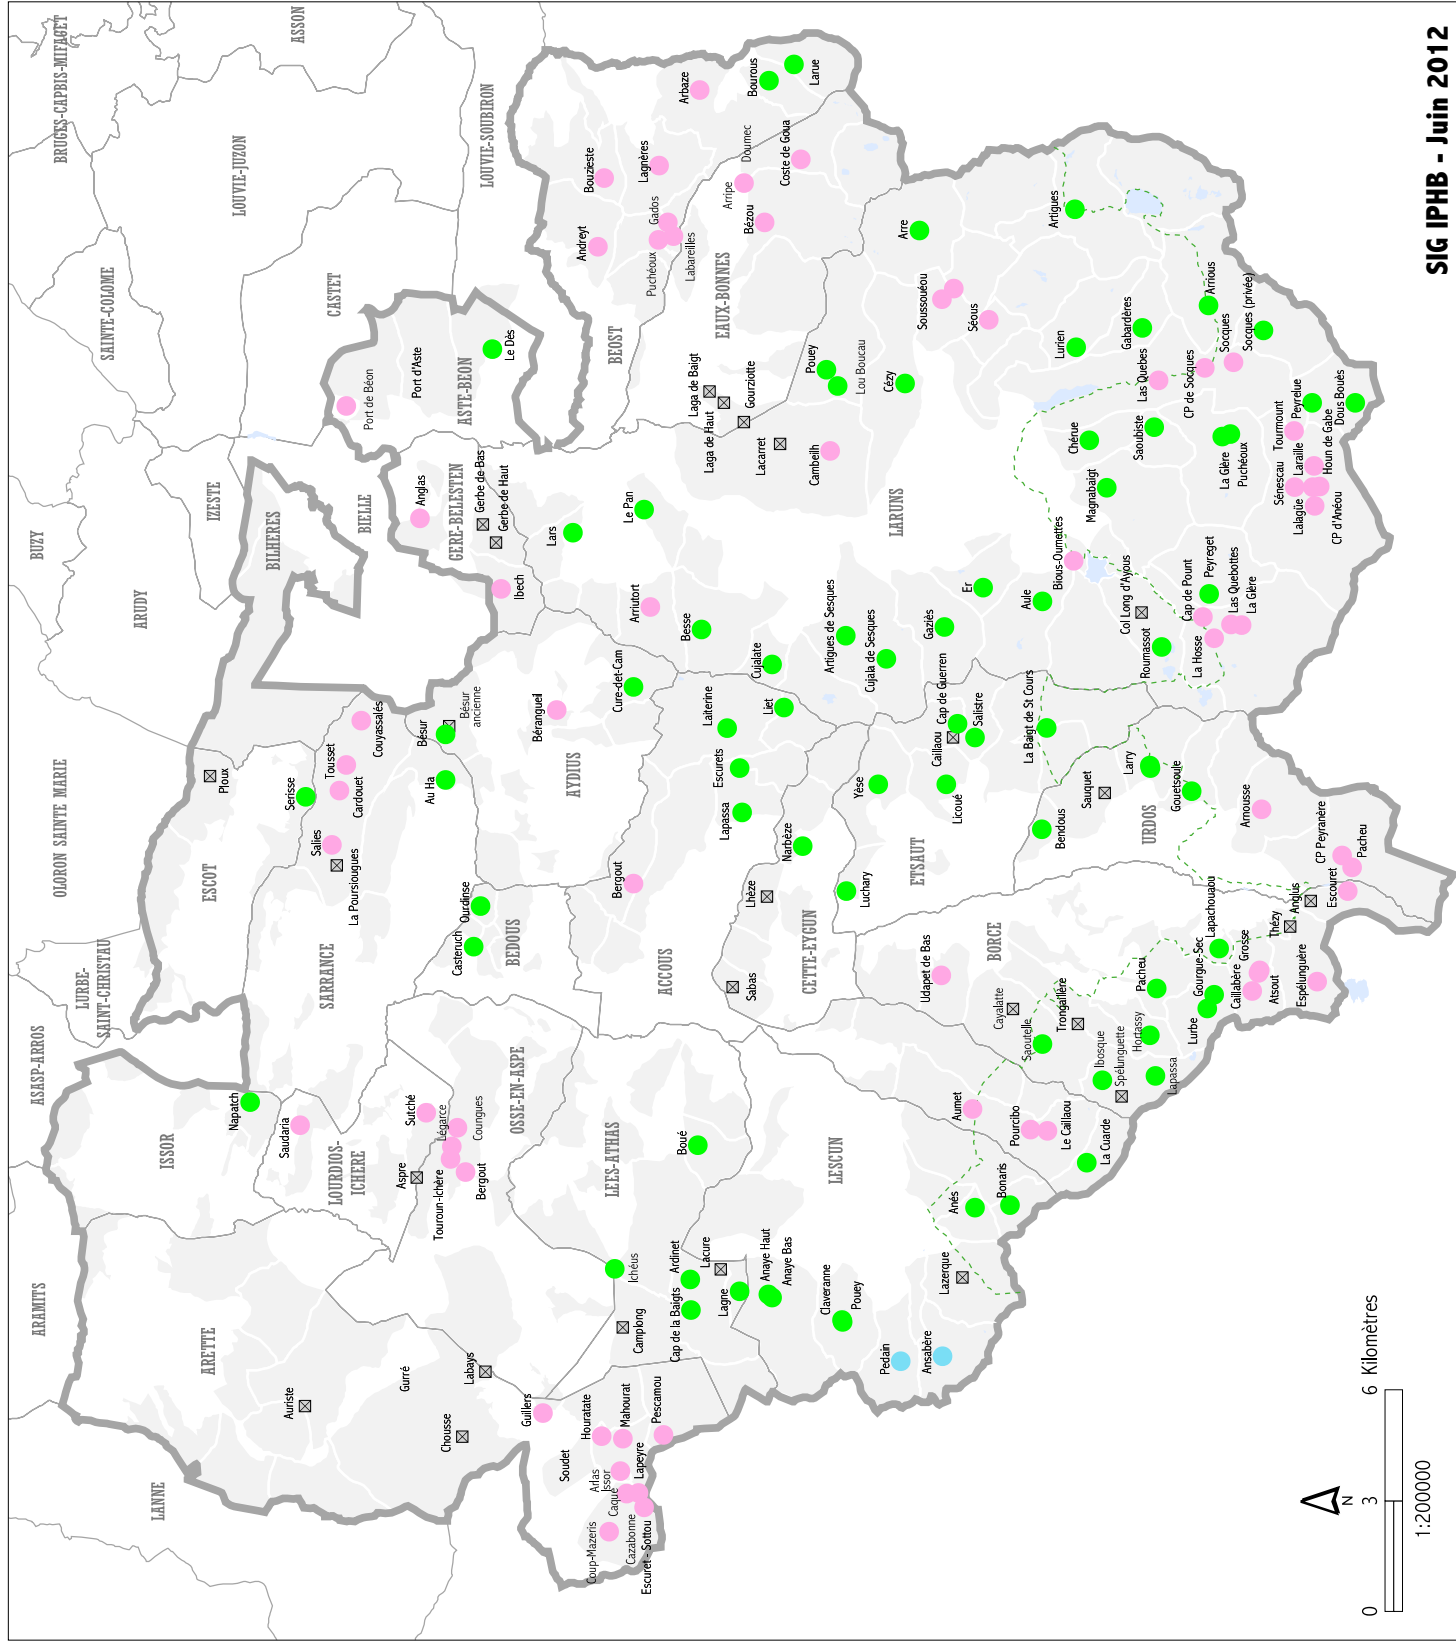 BRUGES-CAPBIS-MIFAGET
ASSON
SAINTE-COLOME
LOUVIE-JUZON
LOUVIE-SOUBIRON
CASTET
BUZY
IZESTE
ARUDY
BILHERES
BIELLE
OLORON SAINTE MARIE
LURBE-
SAINT-CHRISTAU
ASASP-ARROS
ARAMITS
LANNE
ESCOT
SARRANCE
ISSOR
ARETTE
LOURDIOS-
ICHERE
OSSE-EN-ASPE
BEDOUS
AYDIUS
ACCOUS
LEES-ATHAS
LESCUN
CETTE-EYGUN
ETSAUT
BORCE
URDOS
LARUNS
EAUX-BONNES
BEOST
ASTE-BEON
GERE-BELESTEN
Arbaze
Bourous
Larue
Bouzieste
Lagnères
Andreyt
Gados
Puchéoux
Labareilles
Arripe
Doumec
Bézou
Coste de Goua
Port de Béon
Port d'Aste
Le Dès
Anglas
Gerbe de Bas
Gerbe de Haut
Ibech
Laga de Baigt
Laga de Haut
Gourziotte
Lacarret
Cambeilh
Pouey
Lou Boucau
Cézy
Arre
Soussouéou
Séous
Artigues
Lurien
Gabardères
Arrious
Las Quebes
CP de Socques
Socques
Socques (privée)
Chérue
Saoubiste
Magnabaigt
La Glère
Puchéoux
Peyrelue
Dous Bouès
Tourmount
Laraille
Houn de Gabe
Sénescau
Lalagüe
CP d'Anéou
Lars
Le Pan
Arriutort
Besse
Cujalate
Artigues de Sesques
Cujala de Sesques
Er
Gaziès
Aule
Bious-Oumettes
Col Long d'Ayous
Roumassot
Cap de Pount
Peyreget
Las Quebottes
La Glère
La Hosse
Ploux
Serisse
Tousset
Cardouet
Couyassalés
Salies
La Poursiougues
Bésur
Bésur
ancienne
Au Ha
Bérangueil
Cure-det-Cam
Ourdinse
Casteruch
Bergout
Laiterine
Liet
Escurets
Lapassa
Narbèze
Lhèze
Sabas
Yèse
Luchary
Licoué
Caillaou
Cap de Guerren
Salistre
La Baigt de St Cours
Bendous
Sauquet
Larry
Gouetsoule
Arnousse
CP Peyranère
Pacheu
Escouret
Anglus
Thézy
Espélunguère
Udapet de Bas
Cayalatte
Trongaillère
Saoutelle
Ibosque
Spélunguette
Hortassy
Lapassa
Pacheu
Lapachouaou
Gourgue-Sec
Lurbe
Grosse
Caillabère
Atsout
Napatch
Saudaria
Sutché
Légarce
Coungues
Aspre
Touroun-Ichère
Bergout
Boué
Ichéus
Camplong
Ardinet
Cap de la Baigts
Lacure
Lagne
Anaye Haut
Anaye Bas
Claveranne
Pouey
Pedain
Ansabère
Lazerque
Anés
Bonaris
Aumet
Pourcibo
Le Caillaou
La Cuarde
Auriste
Gurré
Labays
Chousse
Guillers
Soudet
Houratate
Mahourat
Pescamou
Arlas
Issor
Lapeyre
Caque
Coup-Mazeris
Cazabonne
Escuret - Sottou
N
0 3 6 Kilomètres
1:200000
SIG IPHB - Juin 2012